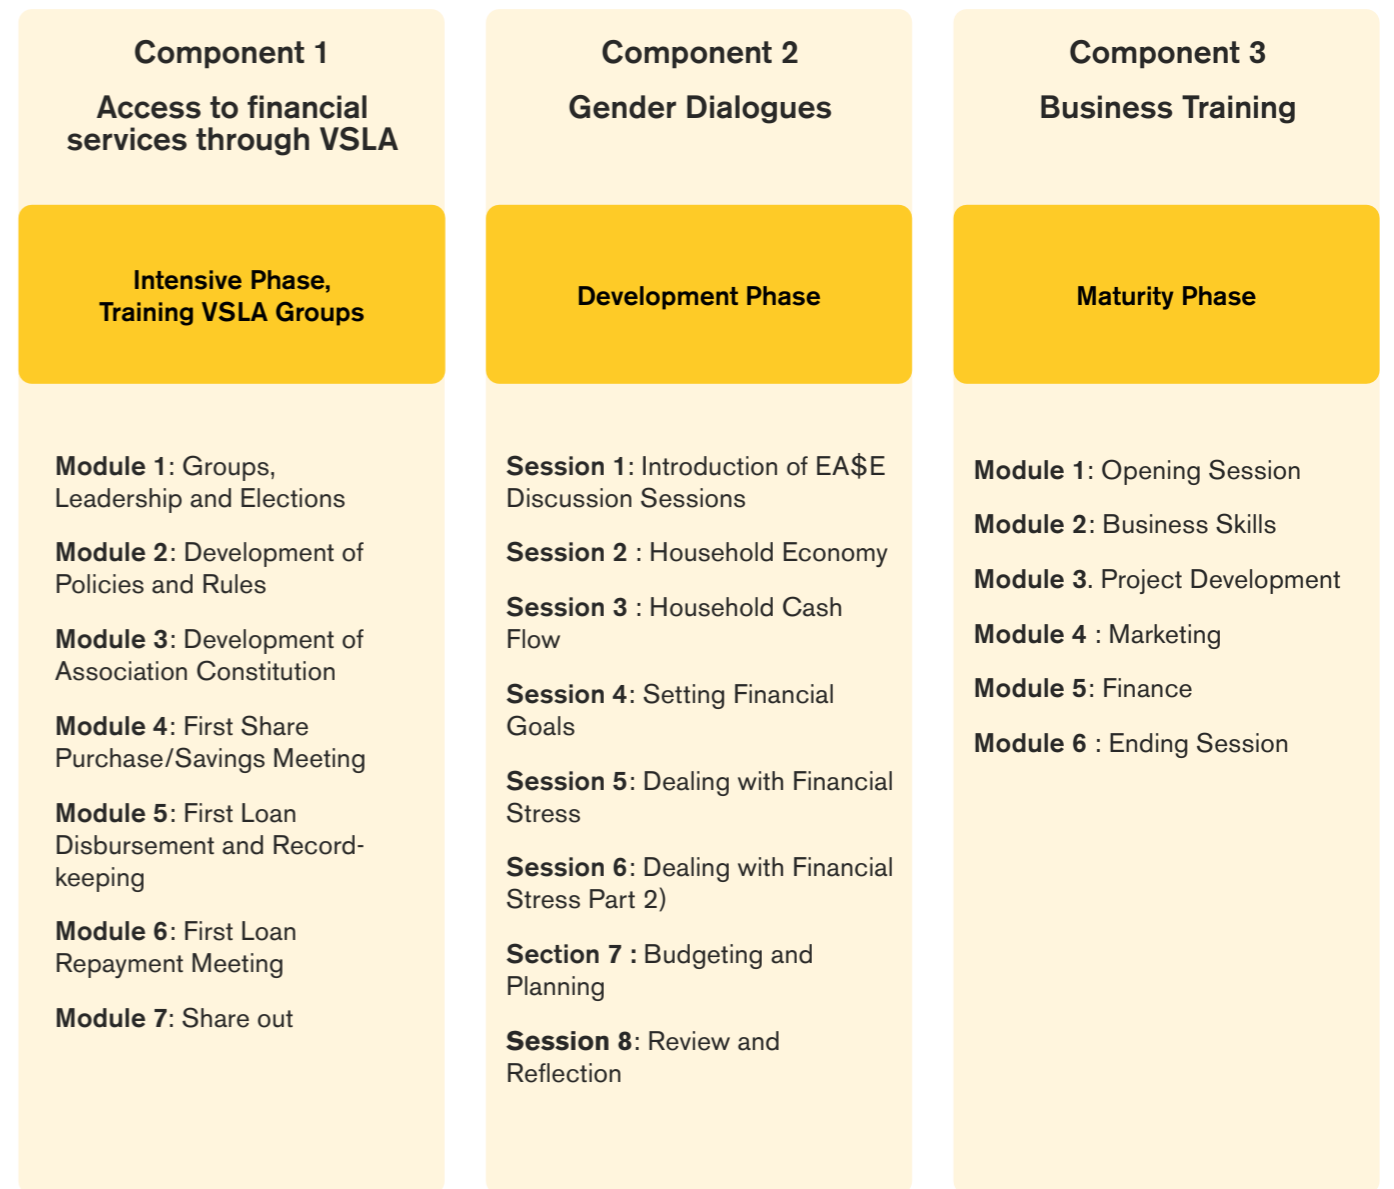 Component 1
Access to financial
services through VSLA
Intensive Phase,
Training VSLA Groups
Module 1: Groups,
Leadership and Elections
Module 2: Development of
Policies and Rules
Module 3: Development of
Association Constitution
Module 4: First Share
Purchase/Savings Meeting
Module 5: First Loan
Disbursement and Record-
keeping
Module 6: First Loan
Repayment Meeting
Module 7: Share out
Component 2
Gender Dialogues
Development Phase
Session 1: Introduction of EA$E
Discussion Sessions
Session 2 : Household Economy
Session 3 : Household Cash
Flow
Session 4: Setting Financial
Goals
Session 5: Dealing with Financial
Stress
Session 6: Dealing with Financial
Stress Part 2)
Section 7 : Budgeting and
Planning
Session 8: Review and
Reflection
Component 3
Business Training
Maturity Phase
Module 1: Opening Session
Module 2: Business Skills
Module 3. Project Development
Module 4 : Marketing
Module 5: Finance
Module 6 : Ending Session